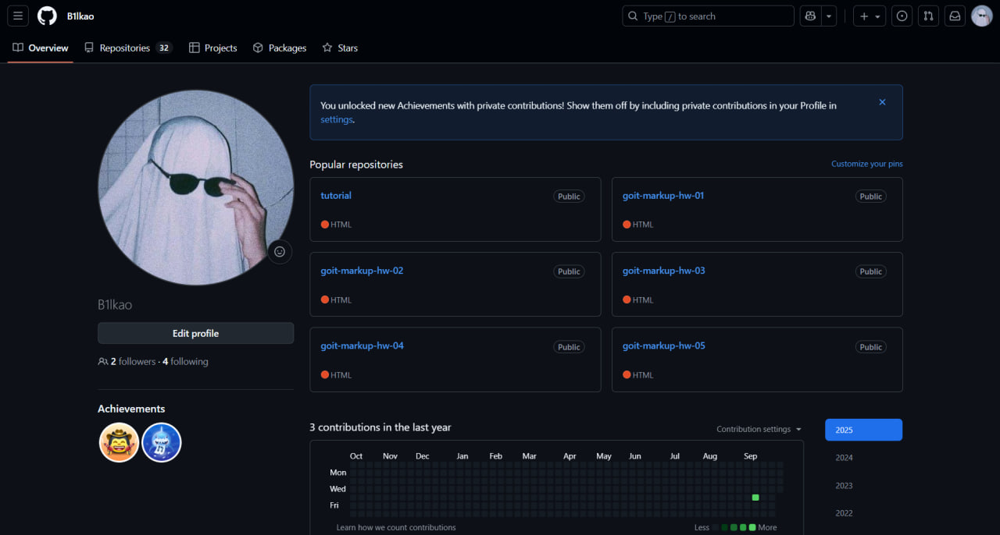 B1lkao
Type / to search
Overview
Repositories 32
Projects
Packages
Stars
You unlocked new Achievements with private contributions! Show them off by including private contributions in your Profile in
settings.
Popular repositories
Customize your pins
tutorial
Public
HTML
goit-markup-hw-01
Public
HTML
goit-markup-hw-02
Public
HTML
goit-markup-hw-03
Public
HTML
goit-markup-hw-04
Public
HTML
goit-markup-hw-05
Public
HTML
B1lkao
Edit profile
2 followers · 4 following
Achievements
3 contributions in the last year
Contribution settings
2025
2024
2023
2022
Oct Nov Dec Jan Feb Mar Apr May Jun Jul Aug Sep
Mon
Wed
Fri
Learn how we count contributions
Less
More